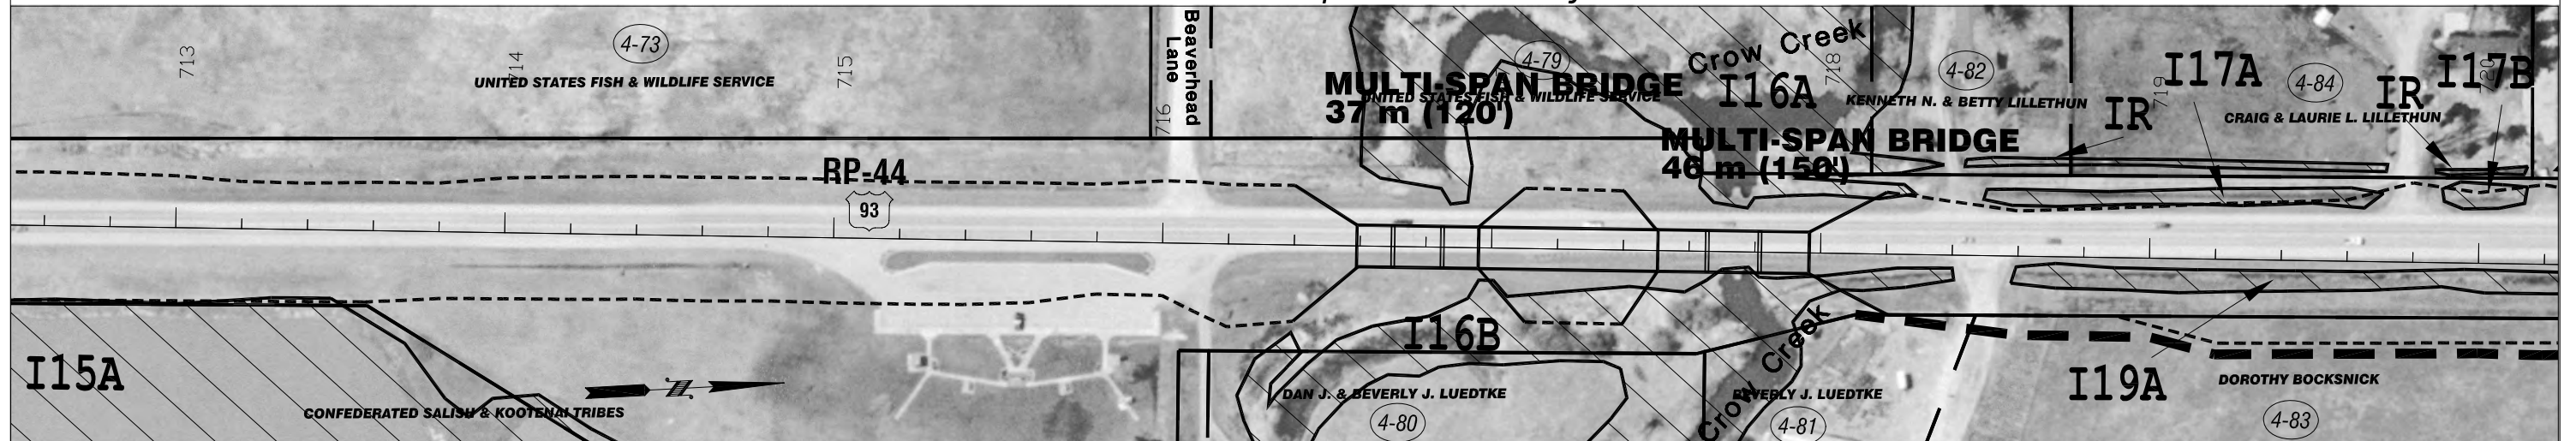 713
4-73
714
UNITED STATES FISH & WILDLIFE SERVICE
715
Beaverhead
Lane
716
4-79
MULTI-SPAN BRIDGE
UNITED STATES FISH & WILDLIFE SERVICE
37 m (120')
Crow Creek
I16A
718
MULTI-SPAN BRIDGE
46 m (150')
4-82
KENNETH N. & BETTY LILLETHUN
IR
719
I17A
4-84
CRAIG & LAURIE L. LILLETHUN
IR
I17B
720
RP-44
93
I15A
N
CONFEDERATED SALISH & KOOTENAI TRIBES
I16B
DAN J. & BEVERLY J. LUEDTKE
4-80
Crow Creek
BEVERLY J. LUEDTKE
4-81
I19A
DOROTHY BOCKSNICK
4-83